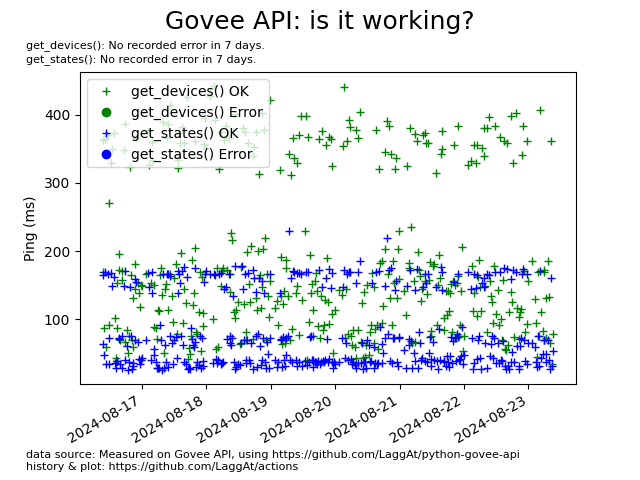 Govee API: is it working?
get_devices(): No recorded error in 7 days.
get_states(): No recorded error in 7 days.
get_devices() OK
get_devices() Error
get_states() OK
get_states() Error
Ping (ms)
400
300
200
100
2024-08-17
2024-08-18
2024-08-19
2024-08-20
2024-08-21
2024-08-22
2024-08-23
data source: Measured on Govee API, using https://github.com/LaggAt/python-govee-api
history & plot: https://github.com/LaggAt/actions